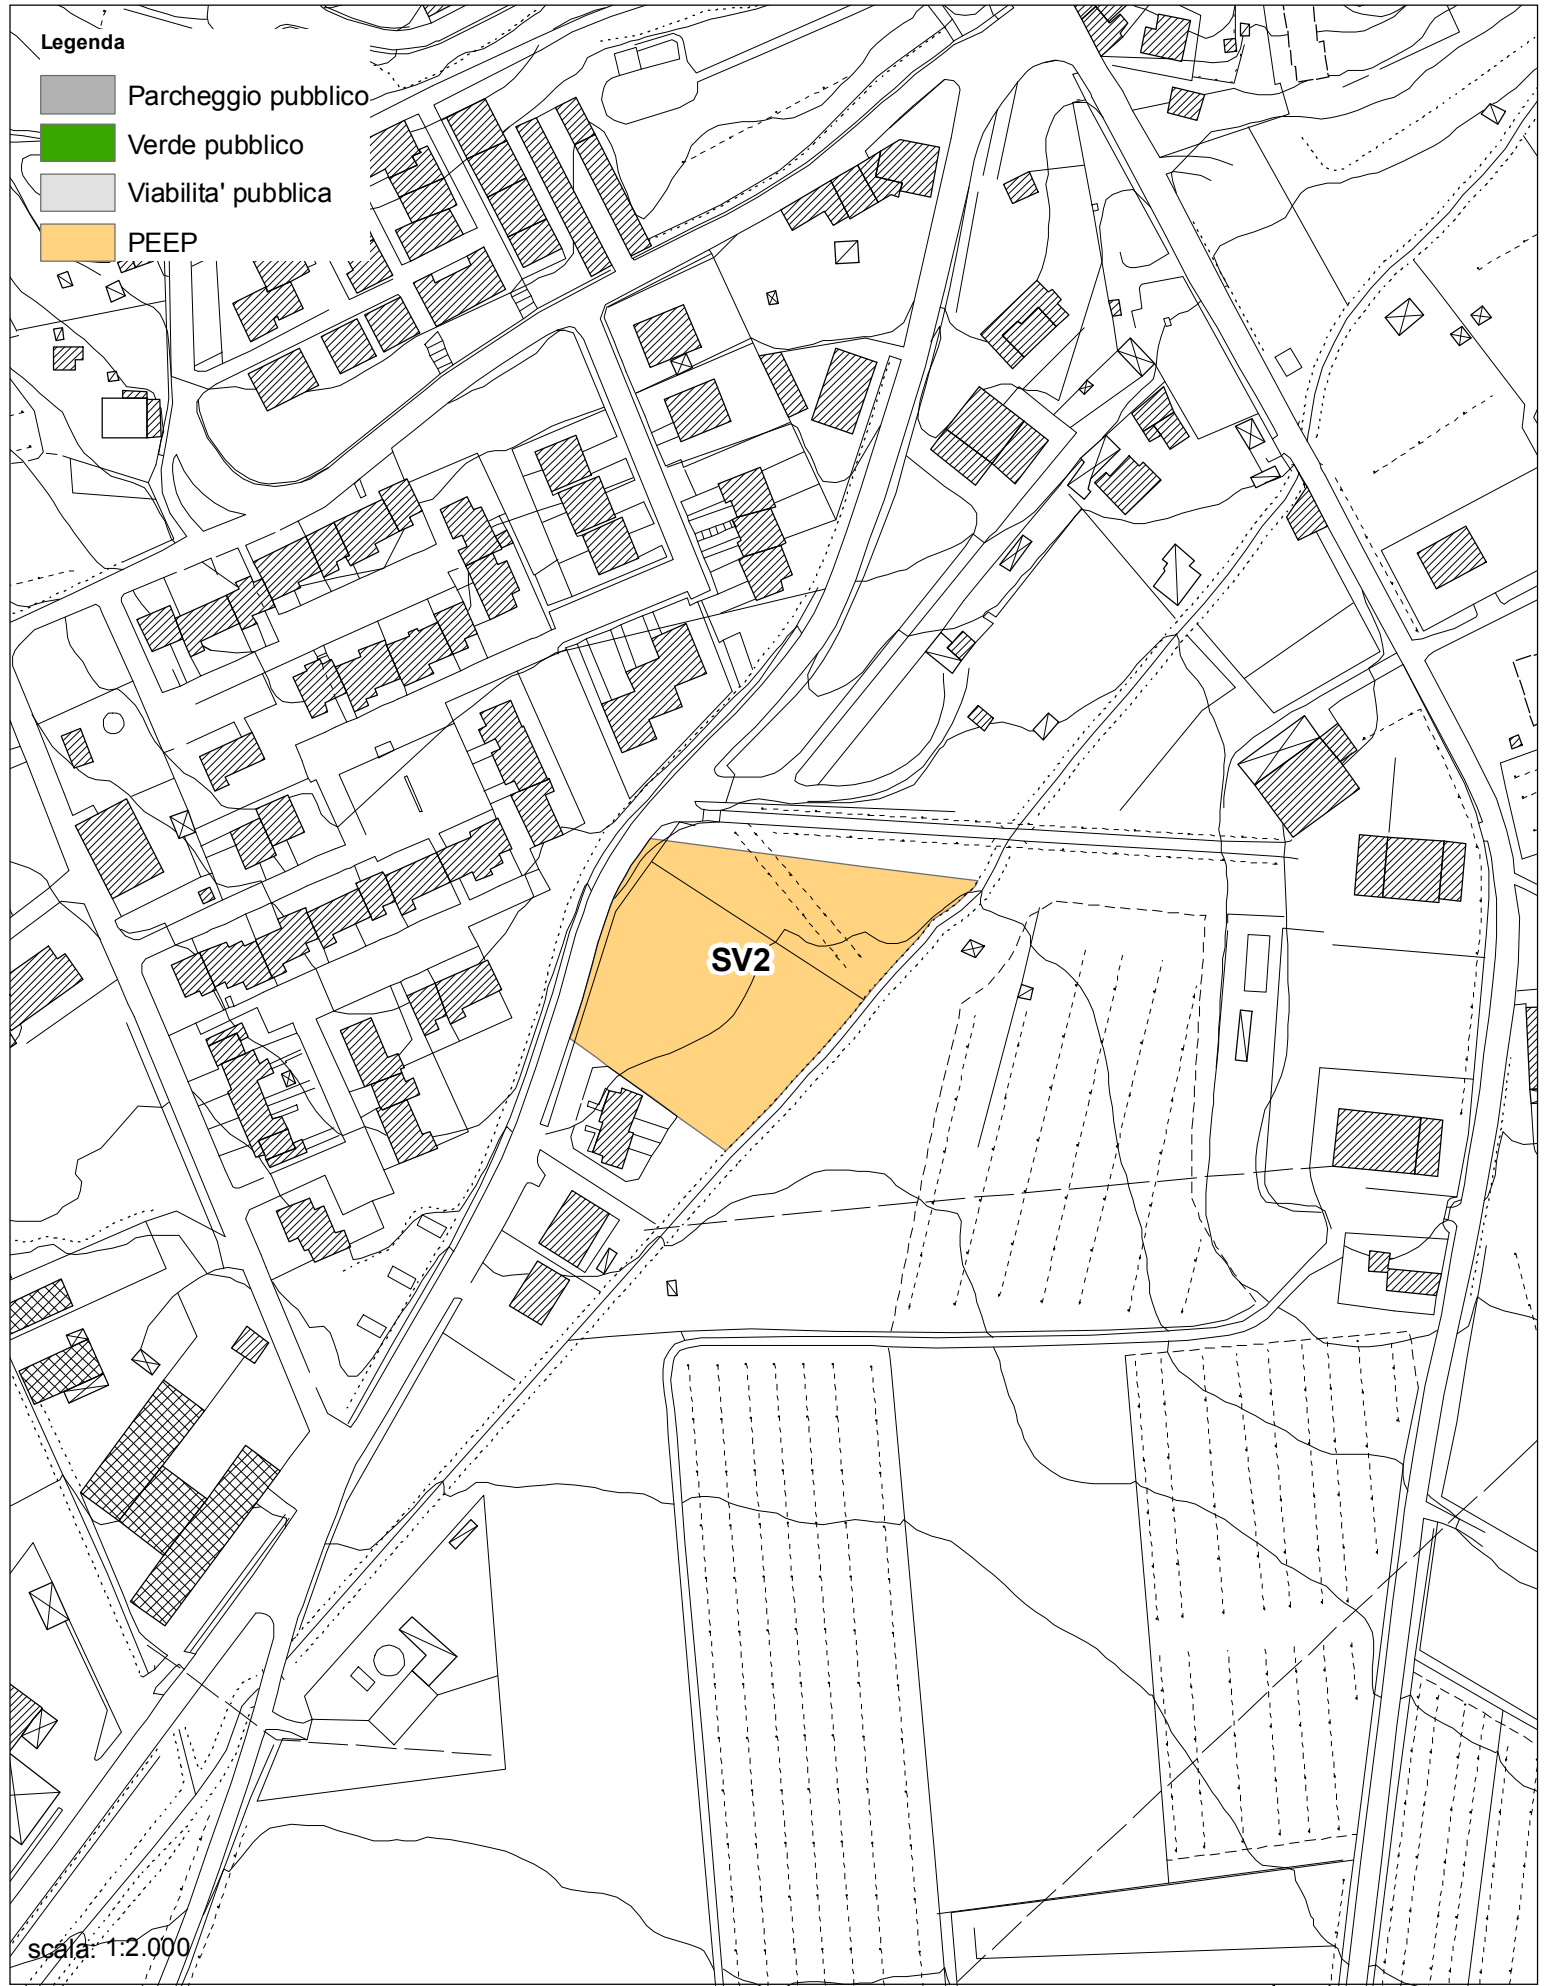 Legenda
Parcheggio pubblico
Verde pubblico
Viabilita' pubblica
PEEP
SV2
scala: 1:2.000